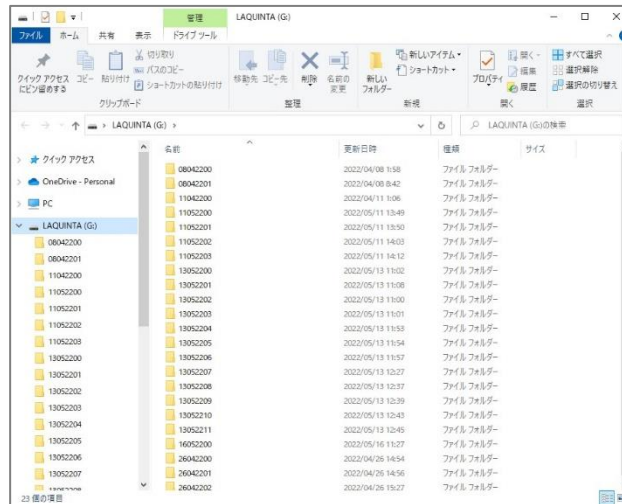 管理
LAQUINTA (G:)
ファイル
ホーム
共有
表示
ドライブ ツール
クイック アクセスにピン留めする
コピー
貼り付け
切り取り
パスのコピー
ショートカットの貼り付け
クリップボード
移動先
コピー先
削除
名前の変更
整理
新しいフォルダー
新しいアイテム
ショートカット
新規
プロパティ
開く
編集
履歴
開く
すべて選択
選択解除
選択の切り替え
選択
LAQUINTA (G:)
LAQUINTA (G:)の検索
クイック アクセス
OneDrive - Personal
PC
LAQUINTA (G:)
08042200
08042201
11042200
11052200
11052201
11052202
11052203
13052200
13052201
13052202
13052203
13052204
13052205
13052206
13052207
名前 更新日時 種類 サイズ
08042200 2022/04/08 1:58 ファイル フォルダー
08042201 2022/04/08 8:42 ファイル フォルダー
11042200 2022/04/11 1:06 ファイル フォルダー
11052200 2022/05/11 13:49 ファイル フォルダー
11052201 2022/05/11 13:50 ファイル フォルダー
11052202 2022/05/11 14:03 ファイル フォルダー
11052203 2022/05/11 14:12 ファイル フォルダー
13052200 2022/05/13 11:02 ファイル フォルダー
13052201 2022/05/13 11:08 ファイル フォルダー
13052202 2022/05/13 11:00 ファイル フォルダー
13052203 2022/05/13 11:01 ファイル フォルダー
13052204 2022/05/13 11:53 ファイル フォルダー
13052205 2022/05/13 11:54 ファイル フォルダー
13052206 2022/05/13 11:57 ファイル フォルダー
13052207 2022/05/13 12:27 ファイル フォルダー
13052208 2022/05/13 12:37 ファイル フォルダー
13052209 2022/05/13 12:39 ファイル フォルダー
13052210 2022/05/13 12:43 ファイル フォルダー
13052211 2022/05/13 12:45 ファイル フォルダー
16052200 2022/05/16 11:27 ファイル フォルダー
26042200 2022/04/26 14:54 ファイル フォルダー
26042201 2022/04/26 14:56 ファイル フォルダー
26042202 2022/04/26 15:27 ファイル フォルダー
23 個の項目